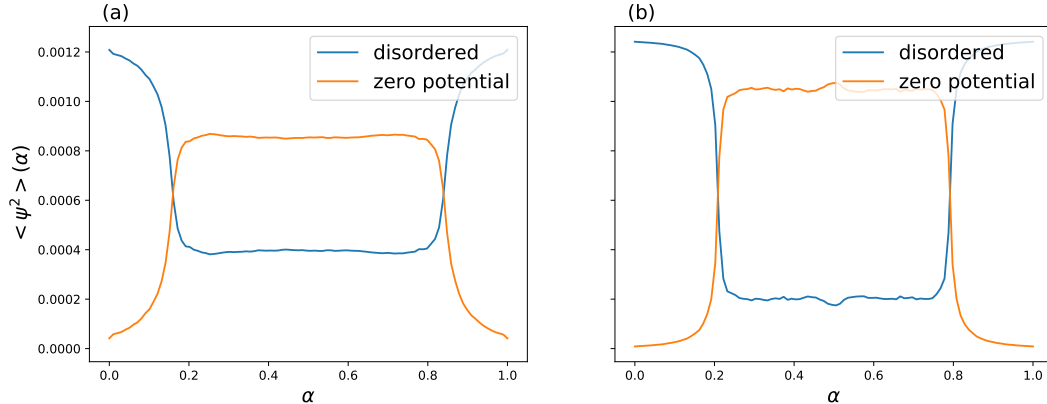 (a)
disordered
zero potential
0.0012
0.0010
0.0008
0.0006
0.0004
0.0002
0.0000
< ψ² > (α)
0.0 0.2 0.4 0.6 0.8 1.0
α
(b)
disordered
zero potential
0.0 0.2 0.4 0.6 0.8 1.0
α